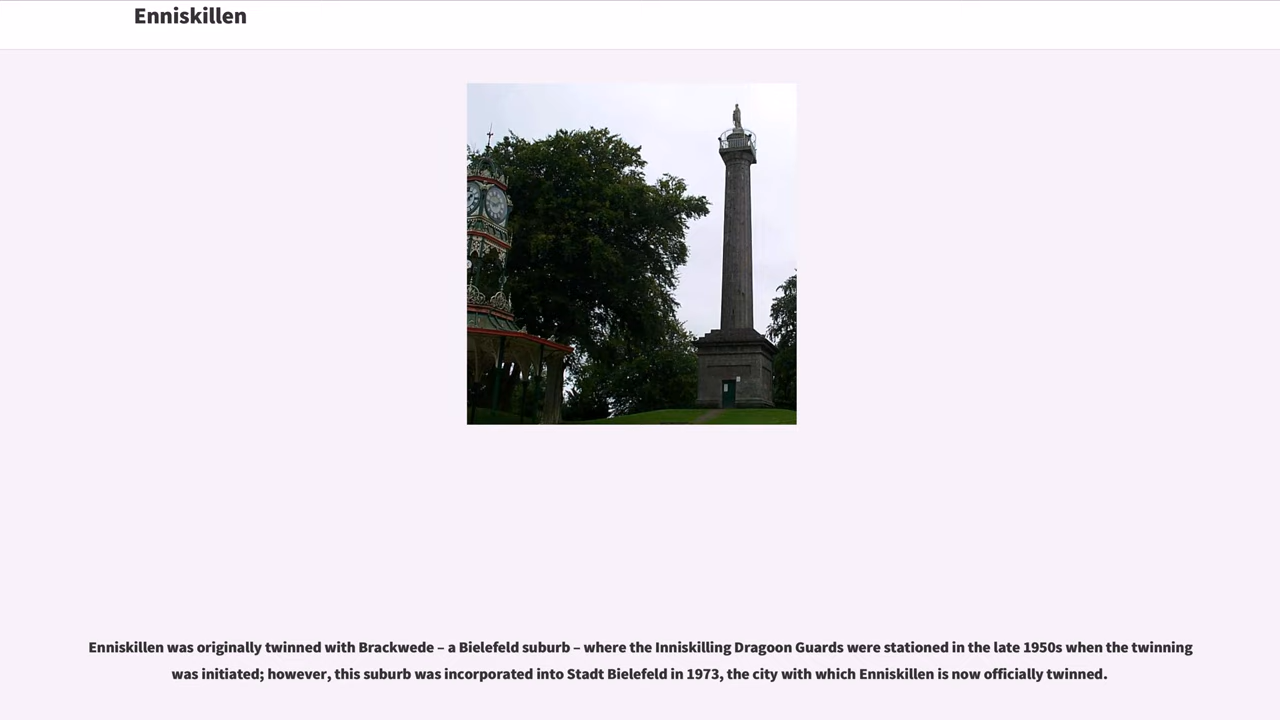 Enniskillen
Enniskillen was originally twinned with Brackwede – a Bielefeld suburb – where the Inniskilling Dragoon Guards were stationed in the late 1950s when the twinning
was initiated; however, this suburb was incorporated into Stadt Bielefeld in 1973, the city with which Enniskillen is now officially twinned.